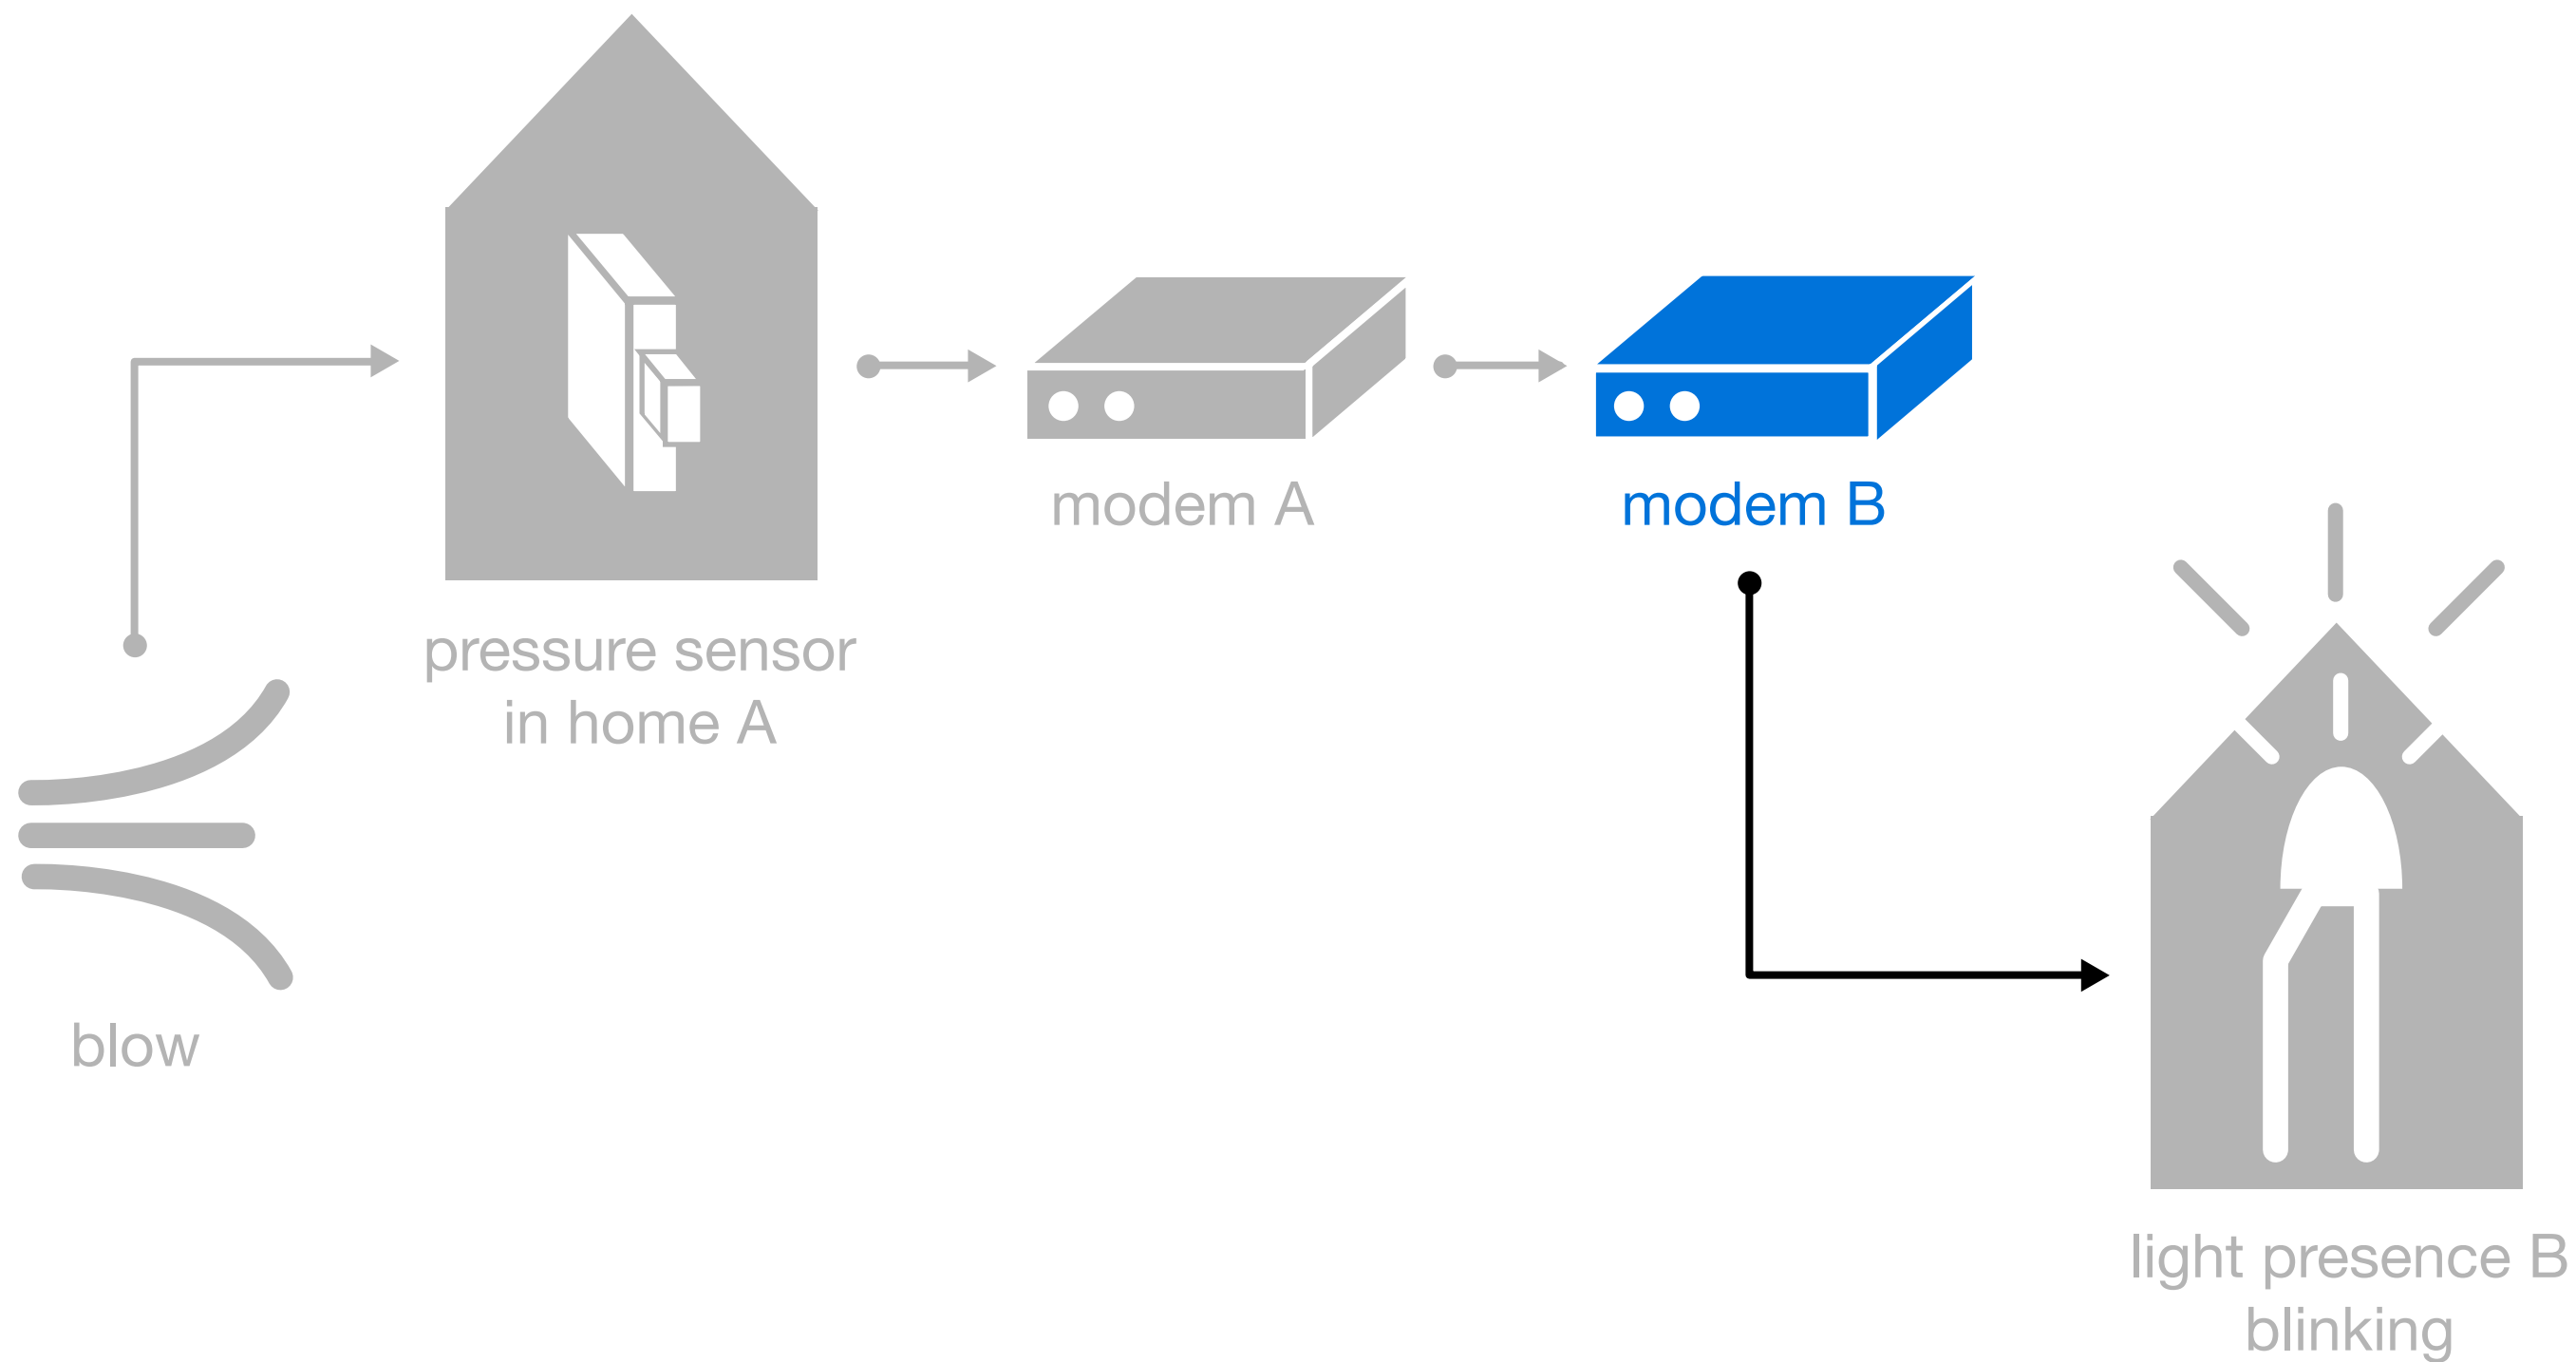 blow
pressure sensor
in home A
modem A
modem B
light presence B
blinking